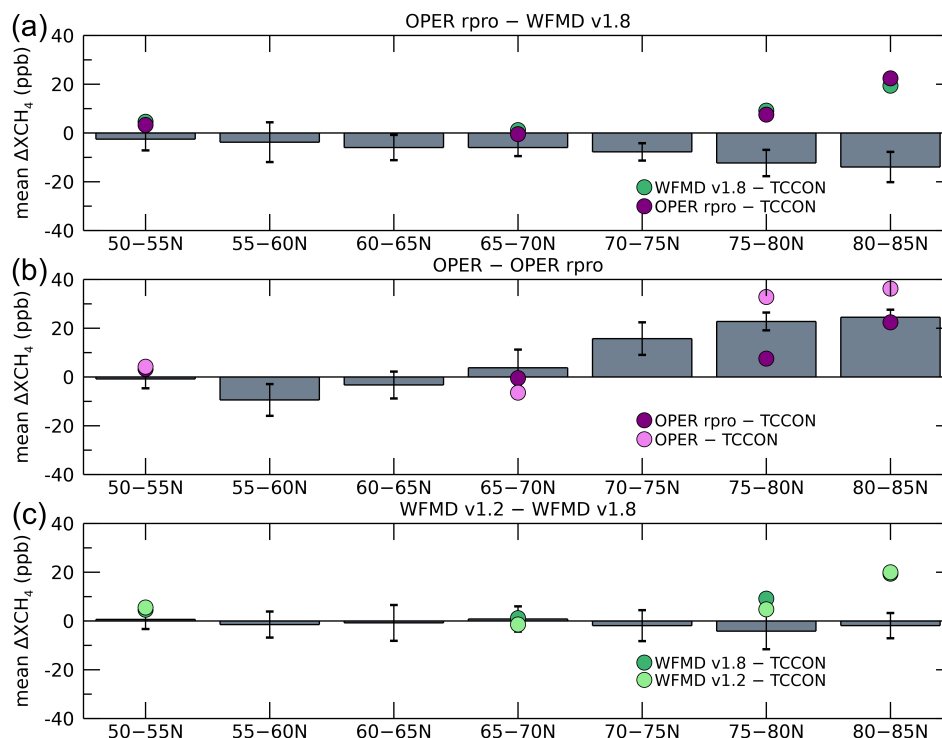 (a)
OPER rpro − WFMD v1.8
mean ΔXCH4 (ppb)
40
20
0
-20
-40
WFMD v1.8 − TCCON
OPER rpro − TCCON
50−55N 55−60N 60−65N 65−70N 70−75N 75−80N 80−85N
(b)
OPER − OPER rpro
mean ΔXCH4 (ppb)
40
20
0
-20
-40
OPER rpro − TCCON
OPER − TCCON
50−55N 55−60N 60−65N 65−70N 70−75N 75−80N 80−85N
(c)
WFMD v1.2 − WFMD v1.8
mean ΔXCH4 (ppb)
40
20
0
-20
-40
WFMD v1.8 − TCCON
WFMD v1.2 − TCCON
50−55N 55−60N 60−65N 65−70N 70−75N 75−80N 80−85N